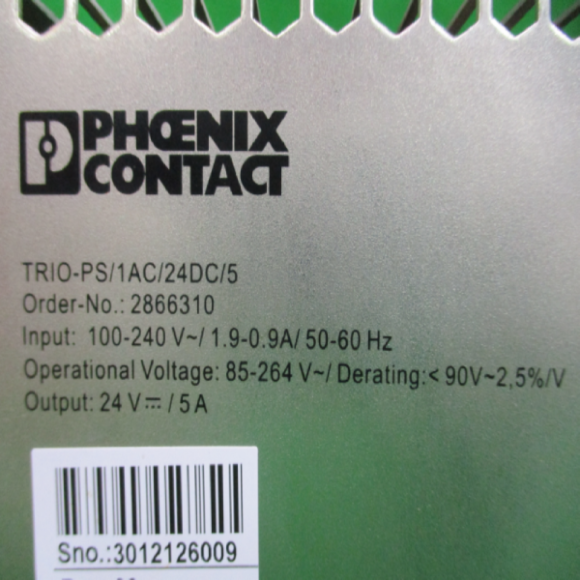 PHŒNIX
CONTACT
TRIO-PS/1AC/24DC/5
Order-No.: 2866310
Input: 100-240 V~/ 1.9-0.9A/ 50-60 Hz
Operational Voltage: 85-264 V~/ Derating:< 90V~2,5%/V
Output: 24 V⎓ / 5 A
Sno.:3012126009